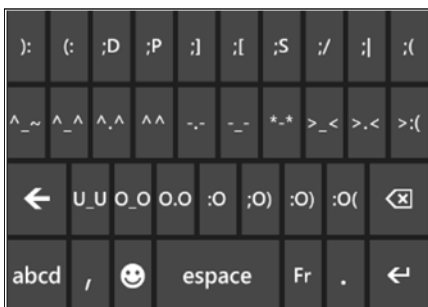 ): (: ;D ;P ;] ;[ ;S ;/ ;| ;(
^_~ ^_^ ^.^ ^^ -.- -_- *-* >_< >.< >:(
U_U O_O O.O :O ;O) :O) :O(
abcd , espace Fr .